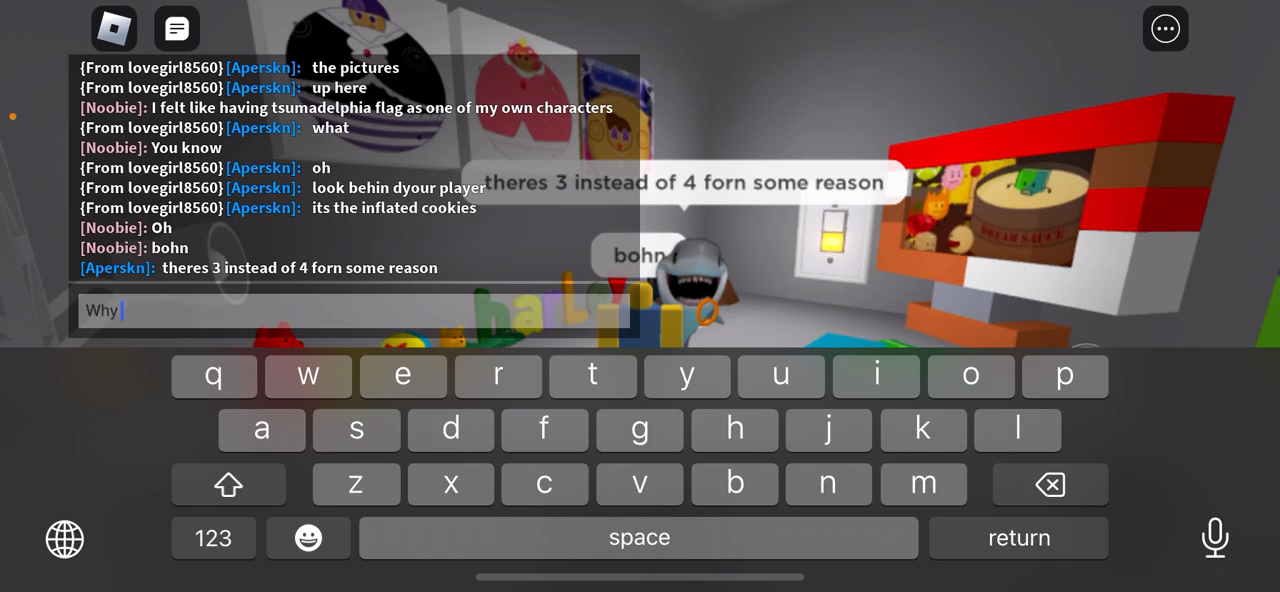 {From lovegirl8560}[Aperskn]: the pictures
{From lovegirl8560}[Aperskn]: up here
[Noobie]: I felt like having tsumadelphia flag as one of my own characters
{From lovegirl8560}[Aperskn]: what
[Noobie]: You know
{From lovegirl8560}[Aperskn]: oh
{From lovegirl8560}[Aperskn]: look behin dyour player
{From lovegirl8560}[Aperskn]: its the inflated cookies
[Noobie]: Oh
[Noobie]: bohn
[Aperskn]: theres 3 instead of 4 forn some reason
Why
theres 3 instead of 4 forn some reason
bohn
DREAM SAUCE
harley
q w e r t y u i o p
a s d f g h j k l
z x c v b n m
123 space return